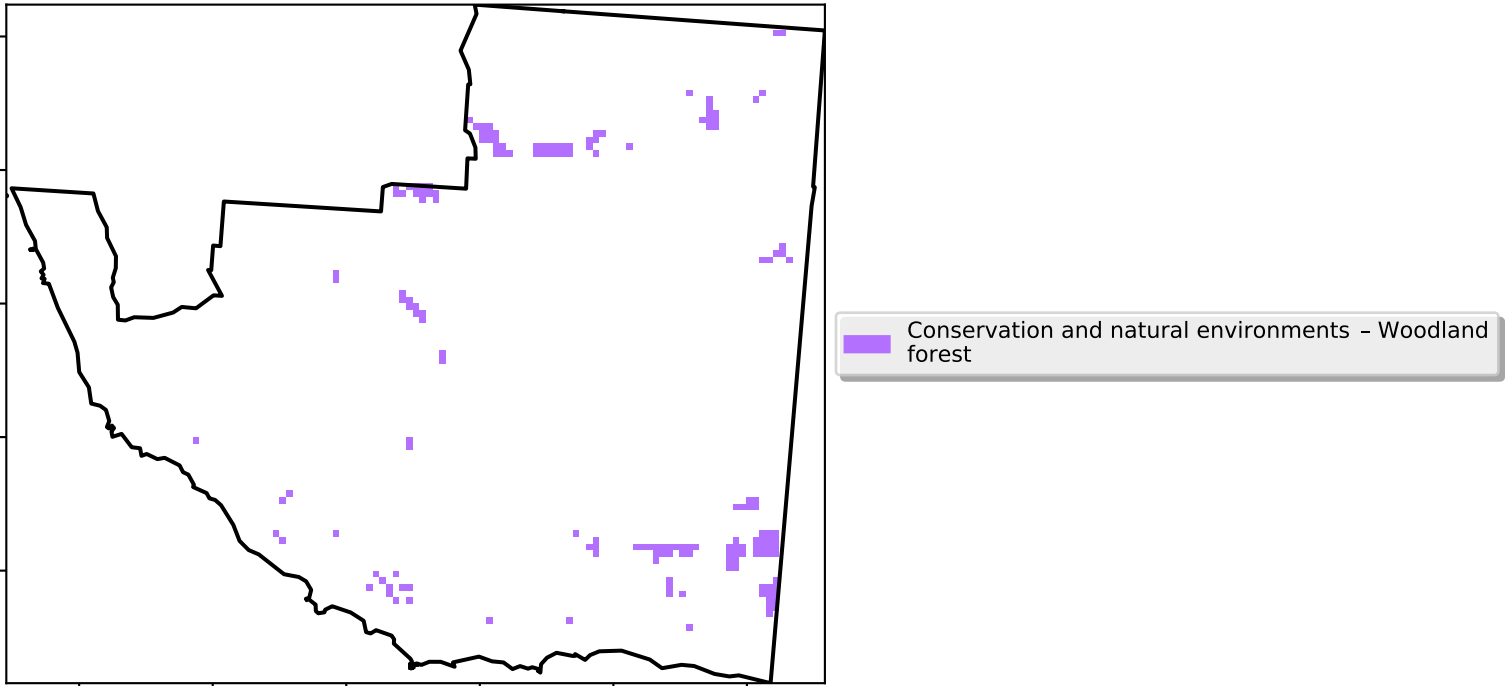 Conservation and natural environments – Woodland
forest